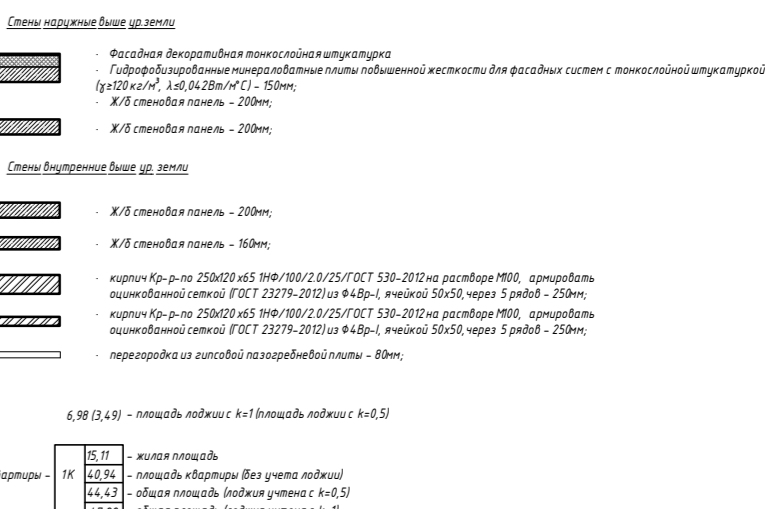 Стены наружные выше ур.земли
- Фасадная декоративная тонкослойная штукатурка
- Гидрофобизированные минераловатные плиты повышенной жесткости для фасадных систем с тонкослойной штукатуркой
(γ≥120 кг/м³, λ≤0,042Вт/м°С) - 150мм;
- Ж/б стеновая панель - 200мм;
- Ж/б стеновая панель - 200мм;
Стены внутренние выше ур. земли
- Ж/б стеновая панель - 200мм;
- Ж/б стеновая панель - 160мм;
- кирпич Кр-р-по 250х120 х65 1НФ/100/2.0/25/ГОСТ 530-2012 на растворе М100, армировать
оцинкованной сеткой (ГОСТ 23279-2012) из Ф4Вр-I, ячейкой 50х50, через 5 рядов - 250мм;
- кирпич Кр-р-по 250х120 х65 1НФ/100/2.0/25/ГОСТ 530-2012 на растворе М100, армировать
оцинкованной сеткой (ГОСТ 23279-2012) из Ф4Вр-I, ячейкой 50х50, через 5 рядов - 250мм;
- перегородка из гипсовой пазогребневой плиты - 80мм;
6,98 (3,49) - площадь лоджии с k=1 (площадь лоджии с k=0,5)
15,11 - жилая площадь
артиры - 1К 40,94 - площадь квартиры (без учета лоджии)
44,43 - общая площадь (лоджия учтена с k=0,5)